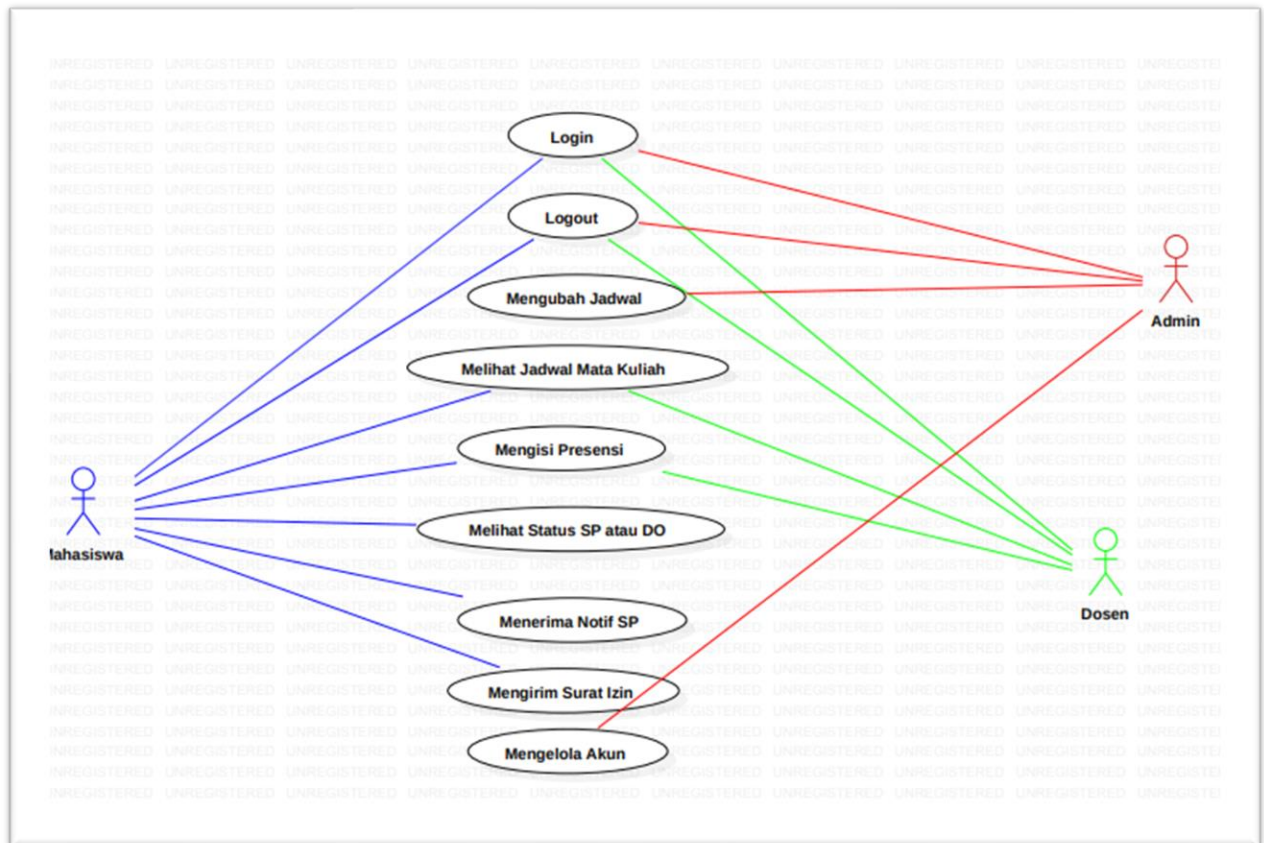 Login
Logout
Mengubah Jadwal
Melihat Jadwal Mata Kuliah
Mengisi Presensi
Melihat Status SP atau DO
Menerima Notif SP
Mengirim Surat Izin
Mengelola Akun
ahasiswa
Admin
Dosen
UNREGISTERED